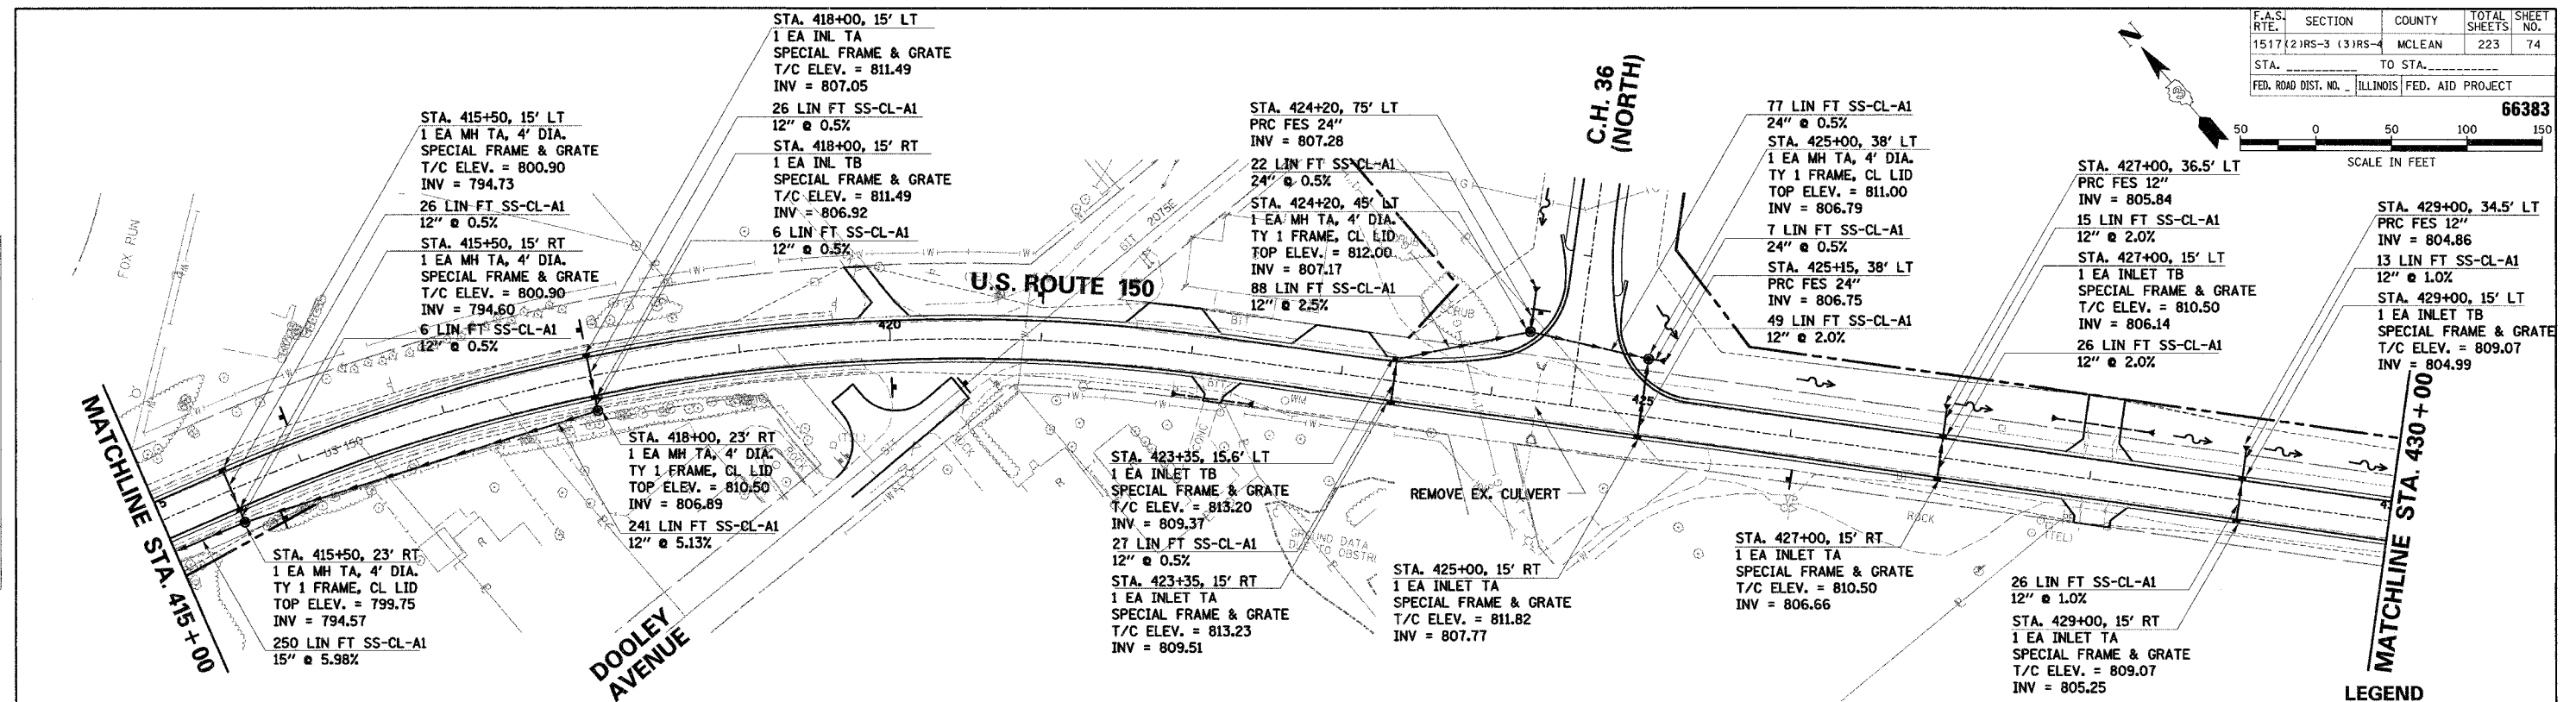 F.A.S. RTE. SECTION COUNTY TOTAL SHEETS SHEET NO.
1517 (2)RS-3 (3)RS-4 MCLEAN 223 74
STA. __________ TO STA.__________
FED. ROAD DIST. NO. _ ILLINOIS FED. AID PROJECT
66383
50 0 50 100 150
SCALE IN FEET
N
STA. 415+50, 15' LT
1 EA MH TA, 4' DIA.
SPECIAL FRAME & GRATE
T/C ELEV. = 800.90
INV = 794.73
26 LIN FT SS-CL-A1
12" @ 0.5%
STA. 415+50, 15' RT
1 EA MH TA, 4' DIA.
SPECIAL FRAME & GRATE
T/C ELEV. = 800.90
INV = 794.60
6 LIN FT SS-CL-A1
12" @ 0.5%
STA. 418+00, 15' LT
1 EA INL TA
SPECIAL FRAME & GRATE
T/C ELEV. = 811.49
INV = 807.05
26 LIN FT SS-CL-A1
12" @ 0.5%
STA. 418+00, 15' RT
1 EA INL TB
SPECIAL FRAME & GRATE
T/C ELEV. = 811.49
INV = 806.92
6 LIN FT SS-CL-A1
12" @ 0.5%
STA. 424+20, 75' LT
PRC FES 24"
INV = 807.28
22 LIN FT SS-CL-A1
24" @ 0.5%
STA. 424+20, 45' LT
1 EA MH TA, 4' DIA.
TY 1 FRAME, CL LID
TOP ELEV. = 812.00
INV = 807.17
88 LIN FT SS-CL-A1
12" @ 2.5%
C.H. 36
(NORTH)
77 LIN FT SS-CL-A1
24" @ 0.5%
STA. 425+00, 38' LT
1 EA MH TA, 4' DIA.
TY 1 FRAME, CL LID
TOP ELEV. = 811.00
INV = 806.79
7 LIN FT SS-CL-A1
24" @ 0.5%
STA. 425+15, 38' LT
PRC FES 24"
INV = 806.75
49 LIN FT SS-CL-A1
12" @ 2.0%
STA. 427+00, 36.5' LT
PRC FES 12"
INV = 805.84
15 LIN FT SS-CL-A1
12" @ 2.0%
STA. 427+00, 15' LT
1 EA INLET TB
SPECIAL FRAME & GRATE
T/C ELEV. = 810.50
INV = 806.14
26 LIN FT SS-CL-A1
12" @ 2.0%
STA. 429+00, 34.5' LT
PRC FES 12"
INV = 804.86
13 LIN FT SS-CL-A1
12" @ 1.0%
STA. 429+00, 15' LT
1 EA INLET TB
SPECIAL FRAME & GRATE
T/C ELEV. = 809.07
INV = 804.99
FOX RUN
BIT 2075E
U.S. ROUTE 150
SCRUB
420
425
US 150
MATCHLINE STA. 415+00
MATCHLINE STA. 430+00
STA. 415+50, 23' RT
1 EA MH TA, 4' DIA.
TY 1 FRAME, CL LID
TOP ELEV. = 799.75
INV = 794.57
250 LIN FT SS-CL-A1
15" @ 5.98%
STA. 418+00, 23' RT
1 EA MH TA, 4' DIA.
TY 1 FRAME, CL LID
TOP ELEV. = 810.50
INV = 806.89
241 LIN FT SS-CL-A1
12" @ 5.13%
DOOLEY
AVENUE
STA. 423+35, 15.6' LT
1 EA INLET TB
SPECIAL FRAME & GRATE
T/C ELEV. = 813.20
INV = 809.37
27 LIN FT SS-CL-A1
12" @ 0.5%
STA. 423+35, 15' RT
1 EA INLET TA
SPECIAL FRAME & GRATE
T/C ELEV. = 813.23
INV = 809.51
REMOVE EX. CULVERT
STA. 425+00, 15' RT
1 EA INLET TA
SPECIAL FRAME & GRATE
T/C ELEV. = 811.82
INV = 807.77
STA. 427+00, 15' RT
1 EA INLET TA
SPECIAL FRAME & GRATE
T/C ELEV. = 810.50
INV = 806.66
ROCK
(TEL)
26 LIN FT SS-CL-A1
12" @ 1.0%
STA. 429+00, 15' RT
1 EA INLET TA
SPECIAL FRAME & GRATE
T/C ELEV. = 809.07
INV = 805.25
LEGEND